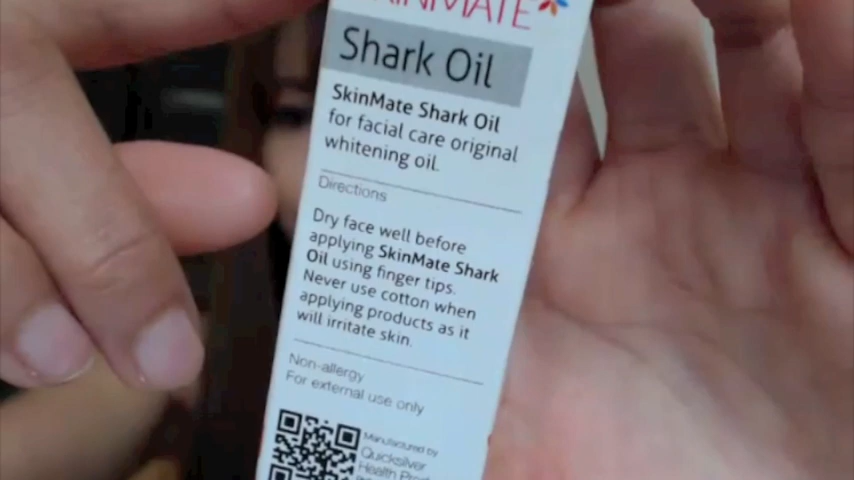 SKINMATE
Shark Oil
SkinMate Shark Oil
for facial care original
whitening oil.
Directions
Dry face well before
applying SkinMate Shark
Oil using finger tips.
Never use cotton when
applying products as it
will irritate skin.
Non-allergy
For external use only
Manufactured by
Quicksilver
Health